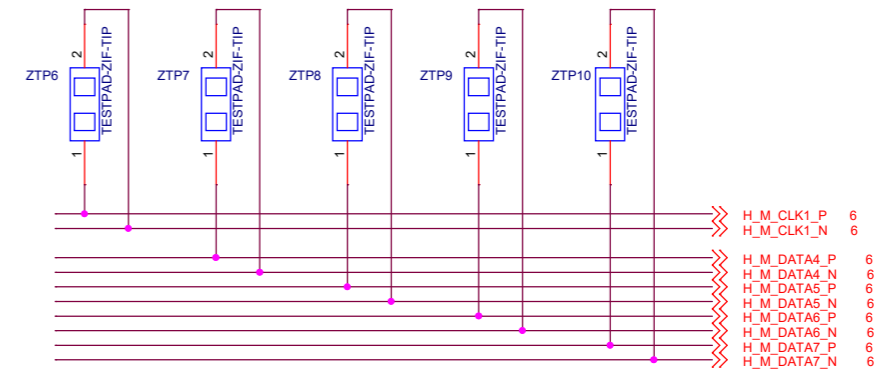 2 2 2 2 2
ZTP6 ZTP7 ZTP8 ZTP9 ZTP10
TESTPAD-ZIF-TIP TESTPAD-ZIF-TIP TESTPAD-ZIF-TIP TESTPAD-ZIF-TIP TESTPAD-ZIF-TIP
1 1 1 1 1
H_M_CLK1_P 6
H_M_CLK1_N 6
H_M_DATA4_P 6
H_M_DATA4_N 6
H_M_DATA5_P 6
H_M_DATA5_N 6
H_M_DATA6_P 6
H_M_DATA6_N 6
H_M_DATA7_P 6
H_M_DATA7_N 6